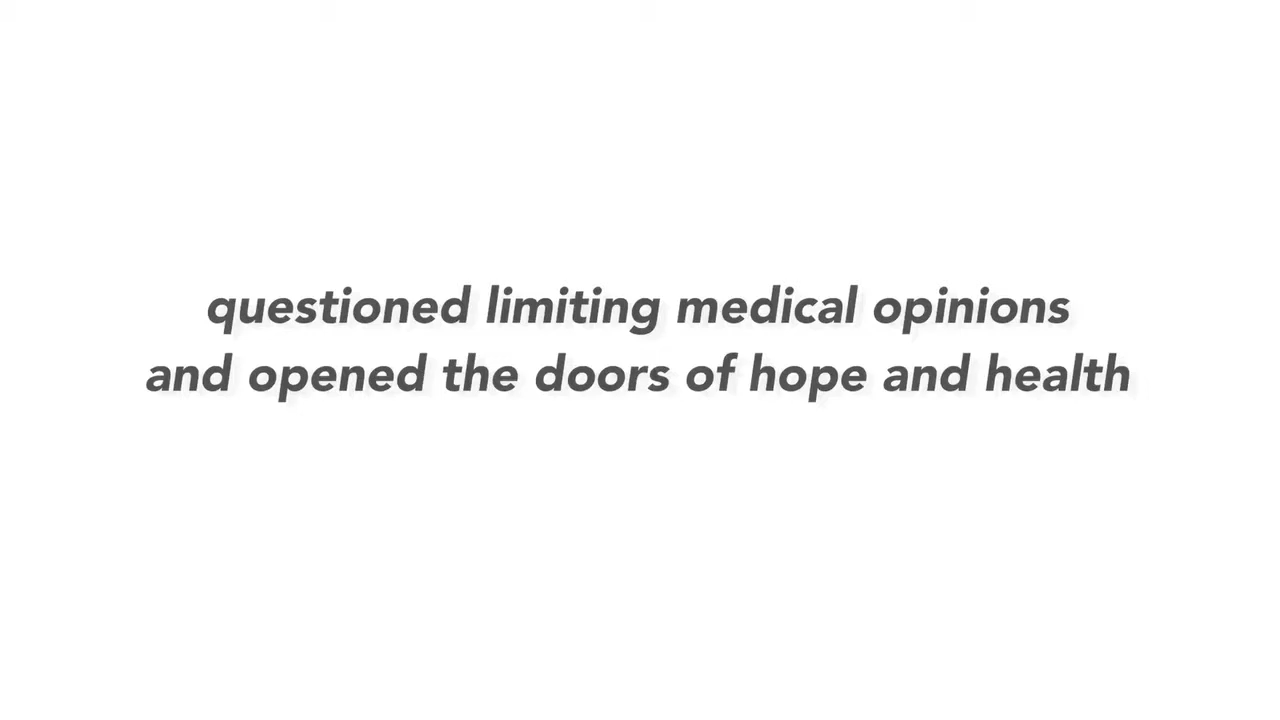 questioned limiting medical opinions
and opened the doors of hope and health